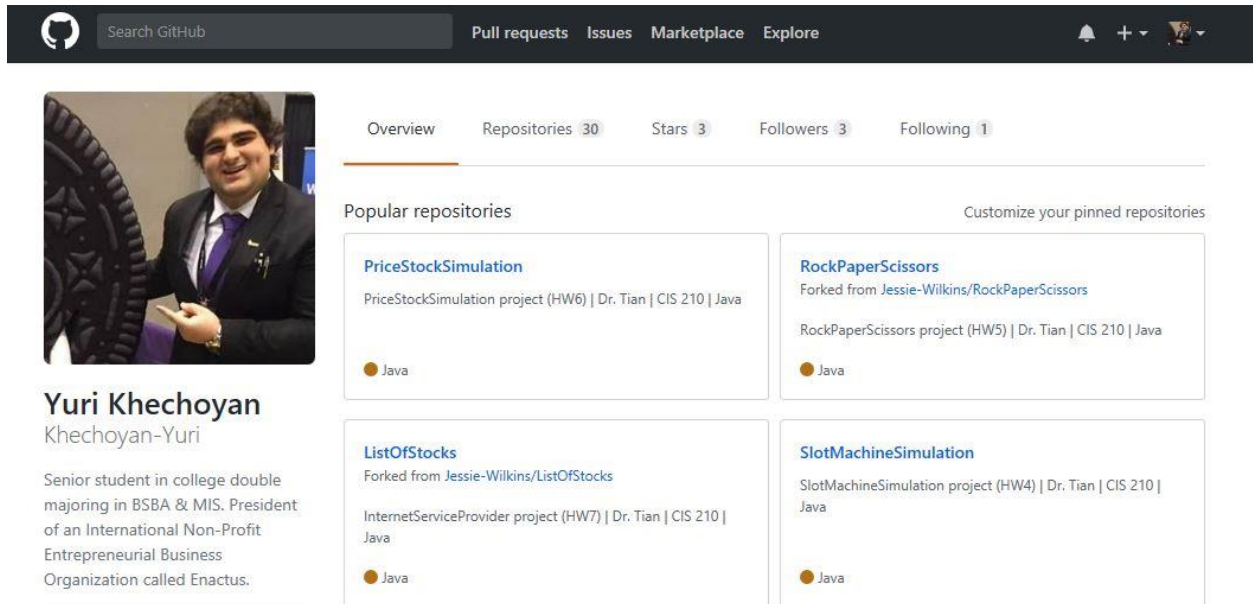 Search GitHub
Pull requests Issues Marketplace Explore
Overview Repositories 30 Stars 3 Followers 3 Following 1
Popular repositories Customize your pinned repositories
PriceStockSimulation
PriceStockSimulation project (HW6) | Dr. Tian | CIS 210 | Java
Java
RockPaperScissors
Forked from Jessie-Wilkins/RockPaperScissors
RockPaperScissors project (HW5) | Dr. Tian | CIS 210 | Java
Java
ListOfStocks
Forked from Jessie-Wilkins/ListOfStocks
InternetServiceProvider project (HW7) | Dr. Tian | CIS 210 |
Java
Java
SlotMachineSimulation
SlotMachineSimulation project (HW4) | Dr. Tian | CIS 210 |
Java
Java
Yuri Khechoyan
Khechoyan-Yuri
Senior student in college double
majoring in BSBA & MIS. President
of an International Non-Profit
Entrepreneurial Business
Organization called Enactus.